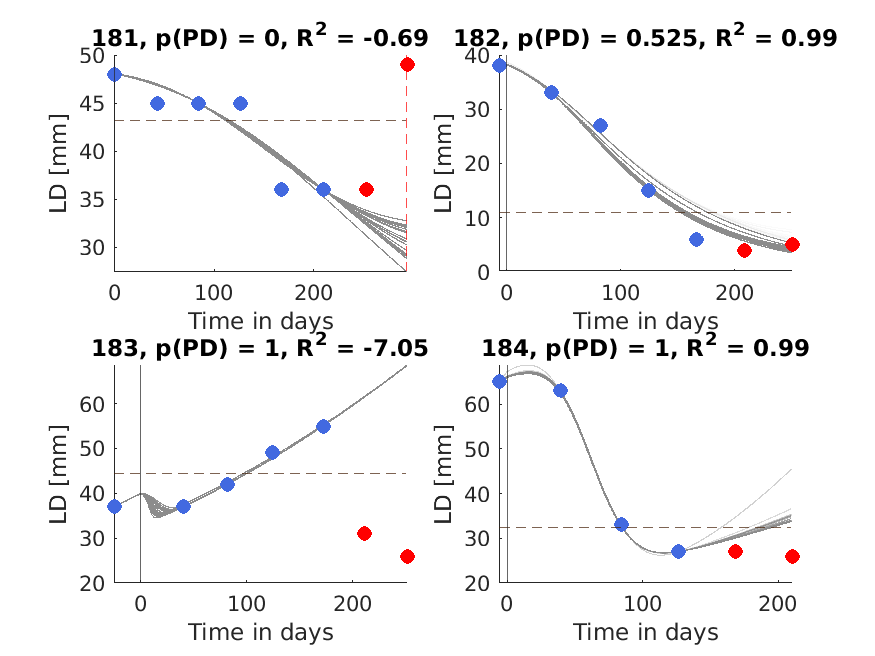 181, p(PD) = 0, R² = -0.69
50
45
40
35
30
LD [mm]
0 100 200
Time in days
182, p(PD) = 0.525, R² = 0.99
40
30
20
10
0
LD [mm]
0 100 200
Time in days
183, p(PD) = 1, R² = -7.05
60
50
40
30
20
LD [mm]
0 100 200
Time in days
184, p(PD) = 1, R² = 0.99
60
50
40
30
20
LD [mm]
0 100 200
Time in days